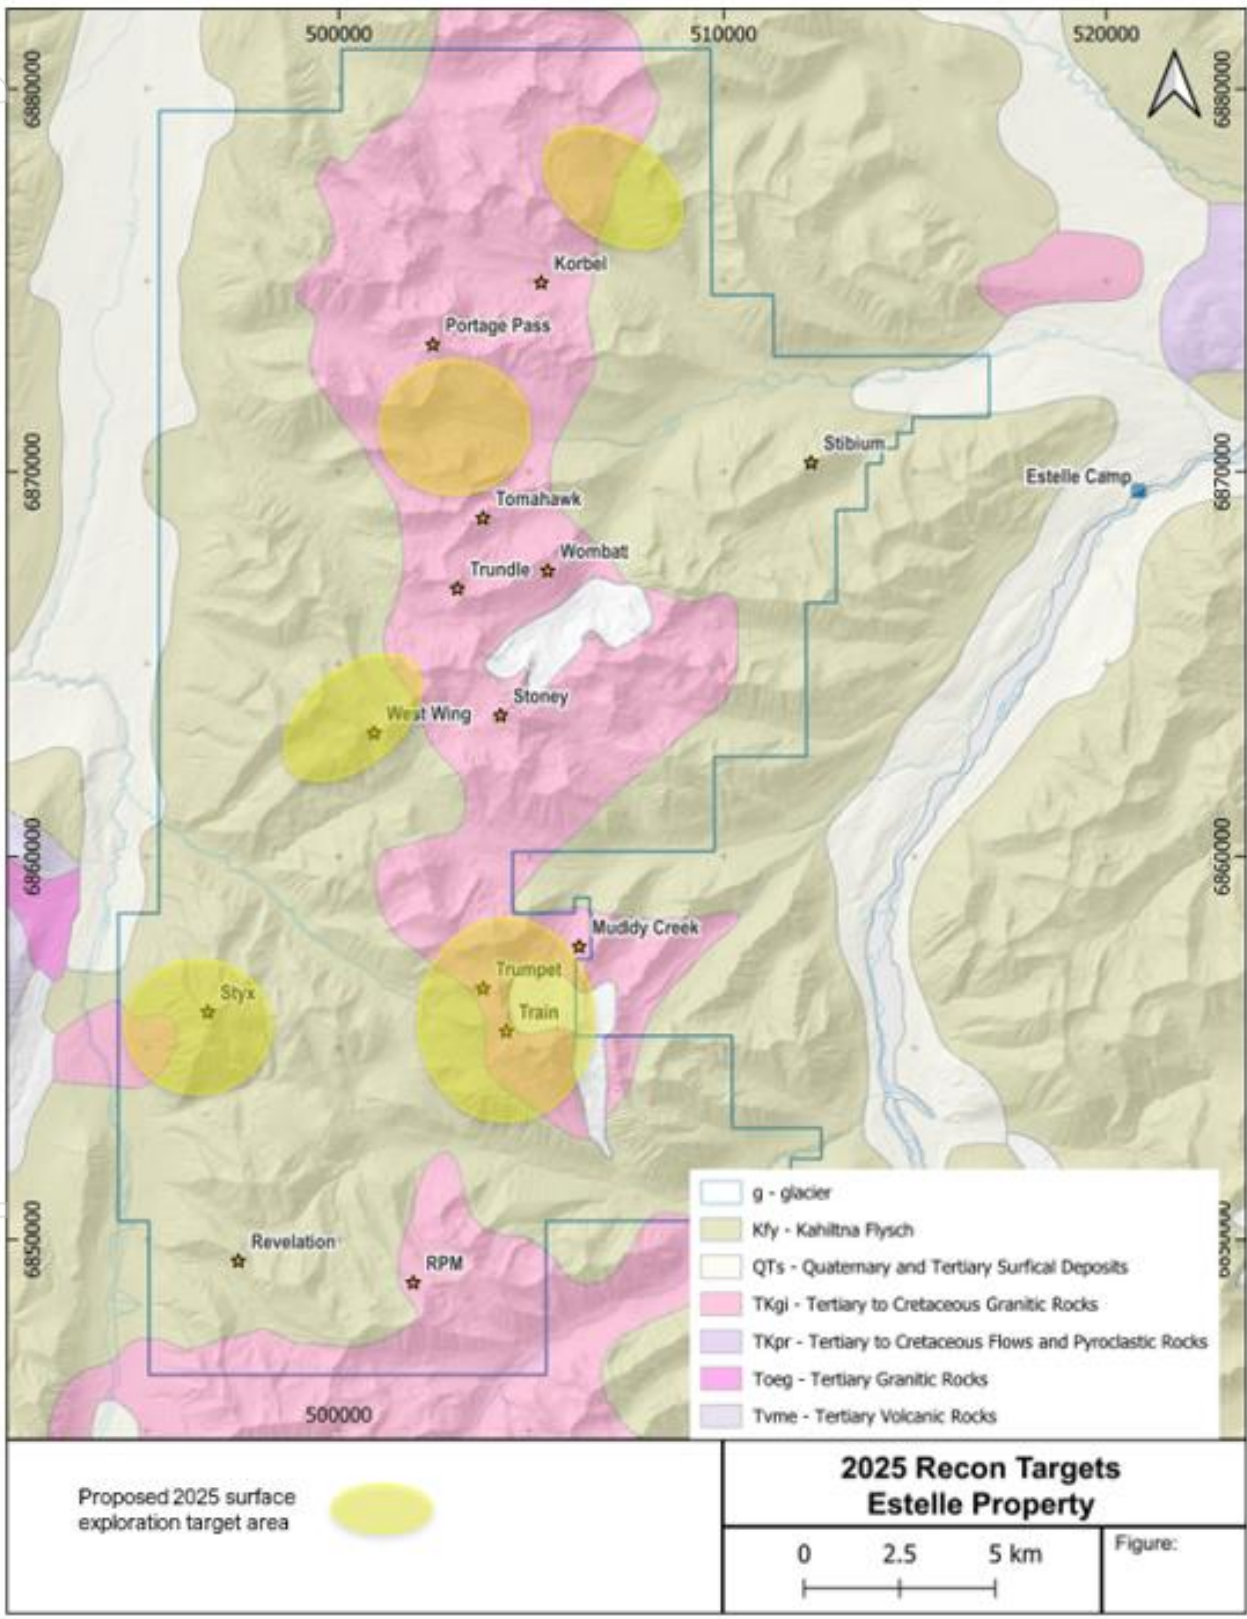 500000
510000
520000
6880000
6880000
Korbel
Portage Pass
Stibium
6870000
Estelle Camp
6870000
Tomahawk
Wombat
Trundle
Stoney
West Wing
6860000
6860000
Muddy Creek
Trumpet
Styx
Train
6850000
Revelation
RPM
g - glacier
Kfy - Kahiltna Flysch
QTs - Quaternary and Tertiary Surfical Deposits
TKgi - Tertiary to Cretaceous Granitic Rocks
TKpr - Tertiary to Cretaceous Flows and Pyroclastic Rocks
Toeg - Tertiary Granitic Rocks
Tvme - Tertiary Volcanic Rocks
500000
Proposed 2025 surface
exploration target area
2025 Recon Targets
Estelle Property
0 2.5 5 km
Figure: